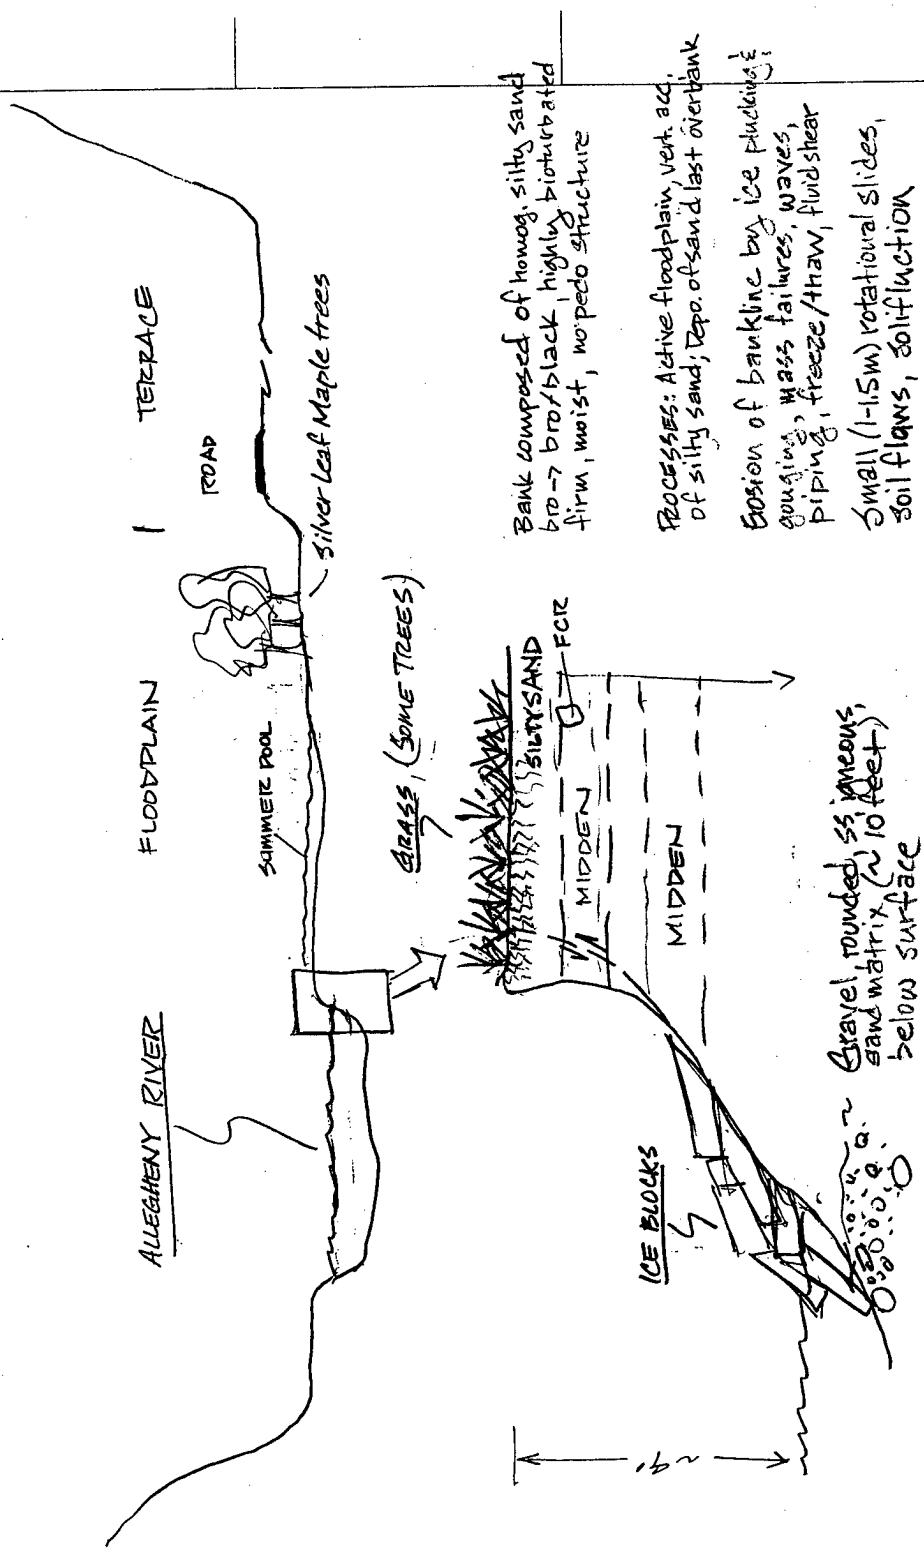 TERRACE
FLOODPLAIN
ALLEGHENY RIVER
ROAD
SUMMER POOL
Silver Leaf Maple trees
GRASS, (SOME TREES)
SILTY SAND
FCR
MIDDEN
MIDDEN
ICE BLOCKS
~9'
Gravel, rounded, ss igneous,
sand matrix (~10 feet)
below surface
Bank composed of homog. silty sand
bro -> bro/black, highly bioturbated
firm, moist, no pedo structure
PROCESSES: Active floodplain, vert. acc.
of silty sand; Depo. of sand last overbank
Erosion of bankline by ice plucking &
gouging, mass failures, waves,
piping, freeze/thaw, fluid shear
Small (1-1.5m) rotational slides,
soil flows, solifluction